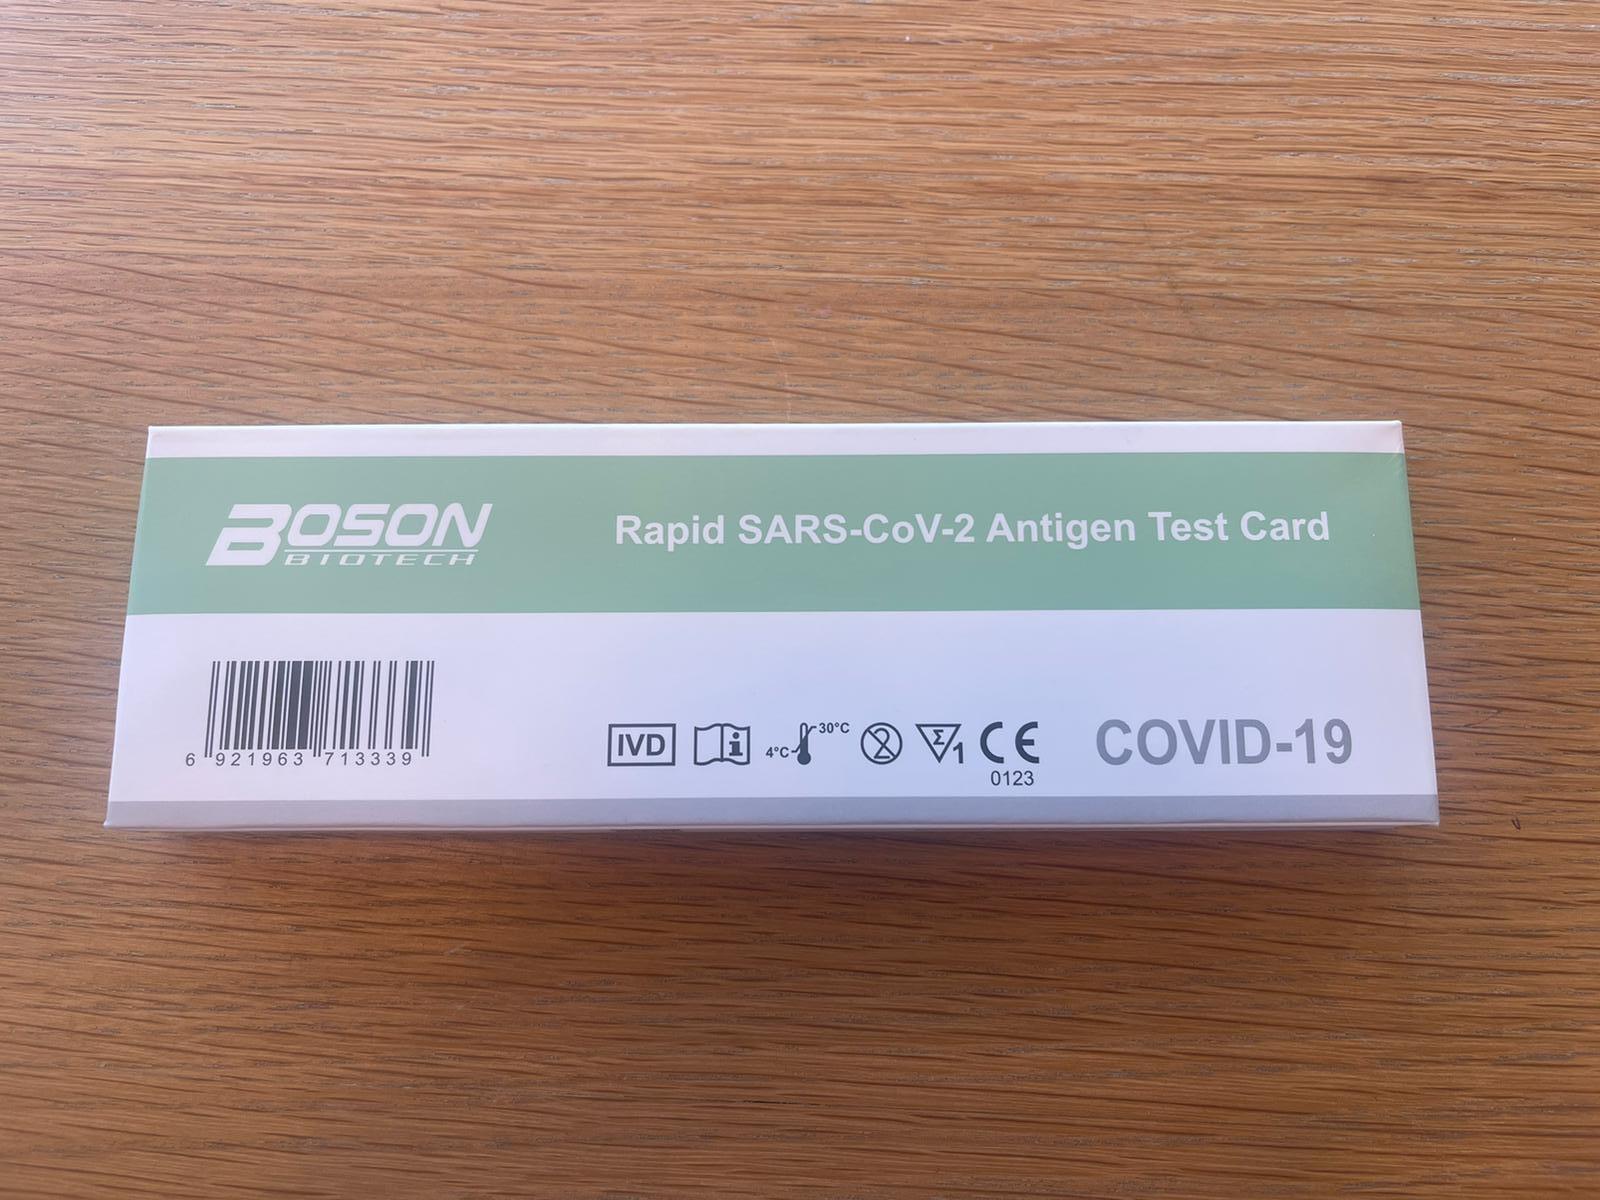 BOSON
BIOTECH
Rapid SARS-CoV-2 Antigen Test Card
6 921963 713339
IVD
i
4°C 30°C
2
Σ 1
CE
0123
COVID-19